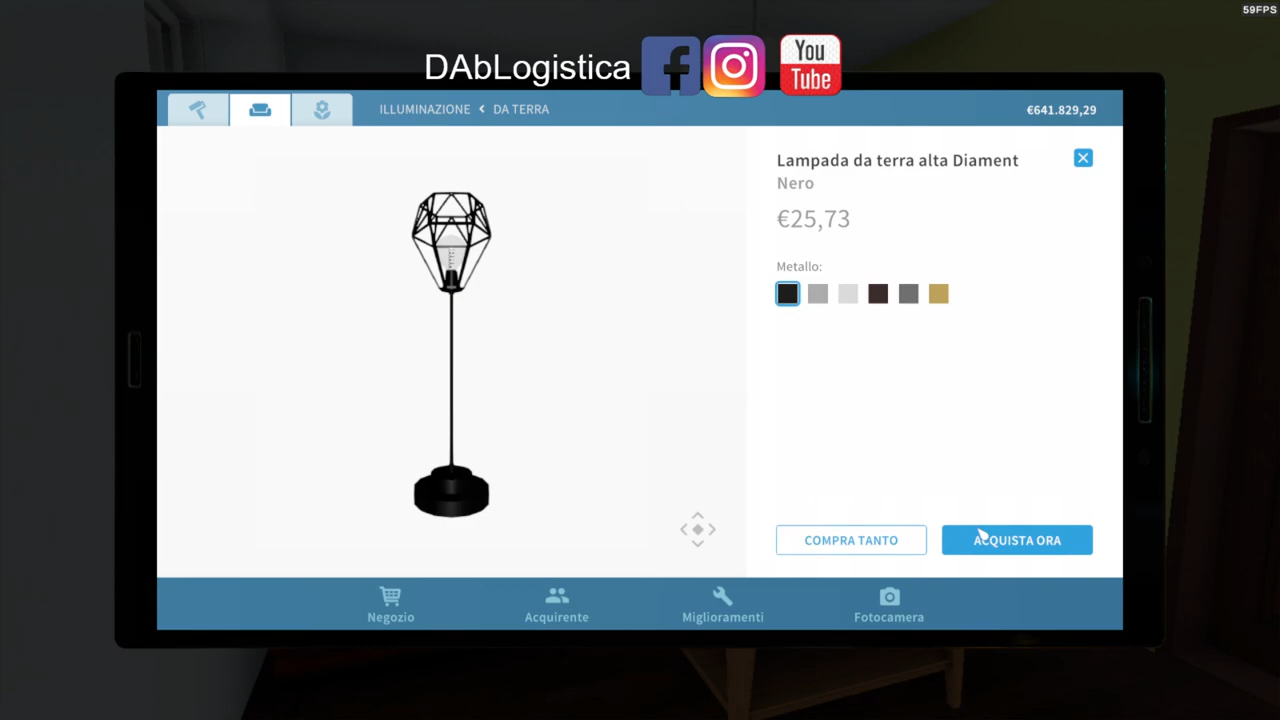 59FPS
DAbLogistica
You
Tube
ILLUMINAZIONE < DA TERRA
€641.829,29
Lampada da terra alta Diament
Nero
€25,73
Metallo:
COMPRA TANTO
ACQUISTA ORA
Negozio
Acquirente
Miglioramenti
Fotocamera